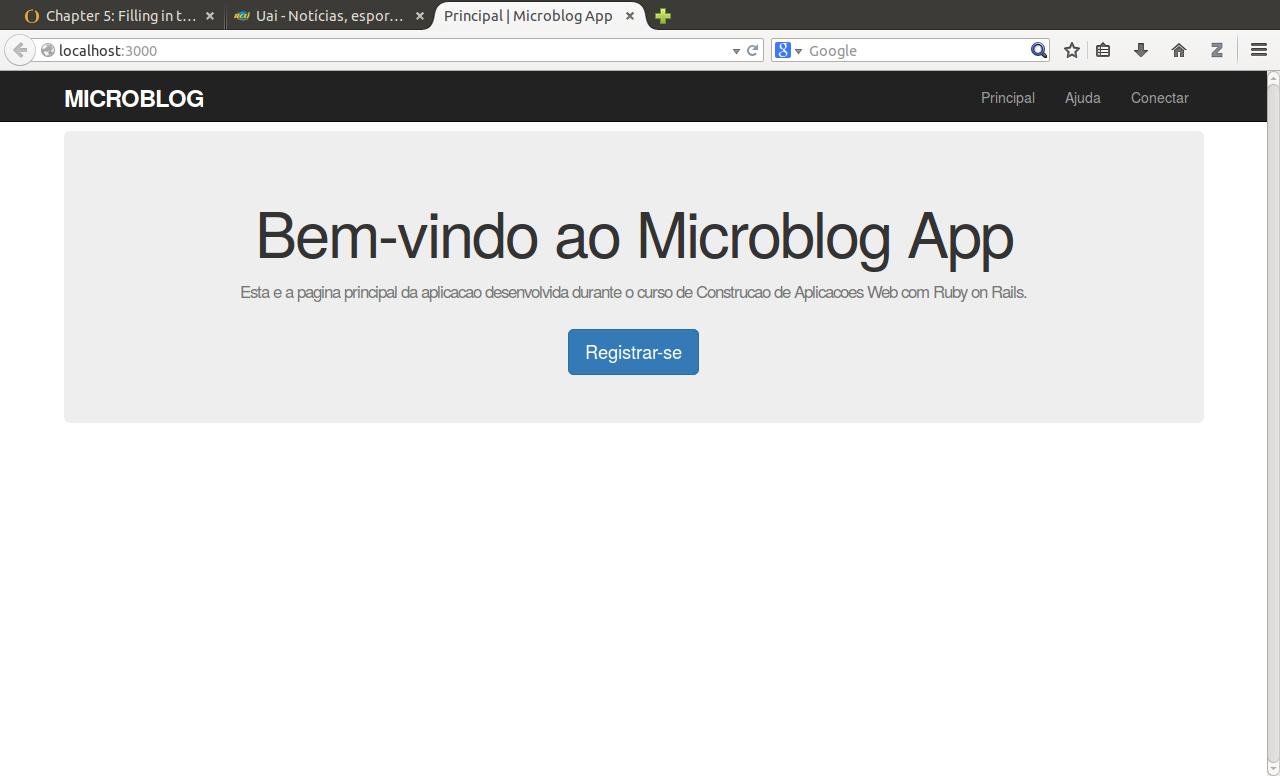 Chapter 5: Filling in t...
Uai - Notícias, espor...
Principal | Microblog App
localhost:3000
Google
MICROBLOG
Principal
Ajuda
Conectar
Bem-vindo ao Microblog App
Esta e a pagina principal da aplicacao desenvolvida durante o curso de Construcao de Aplicacoes Web com Ruby on Rails.
Registrar-se